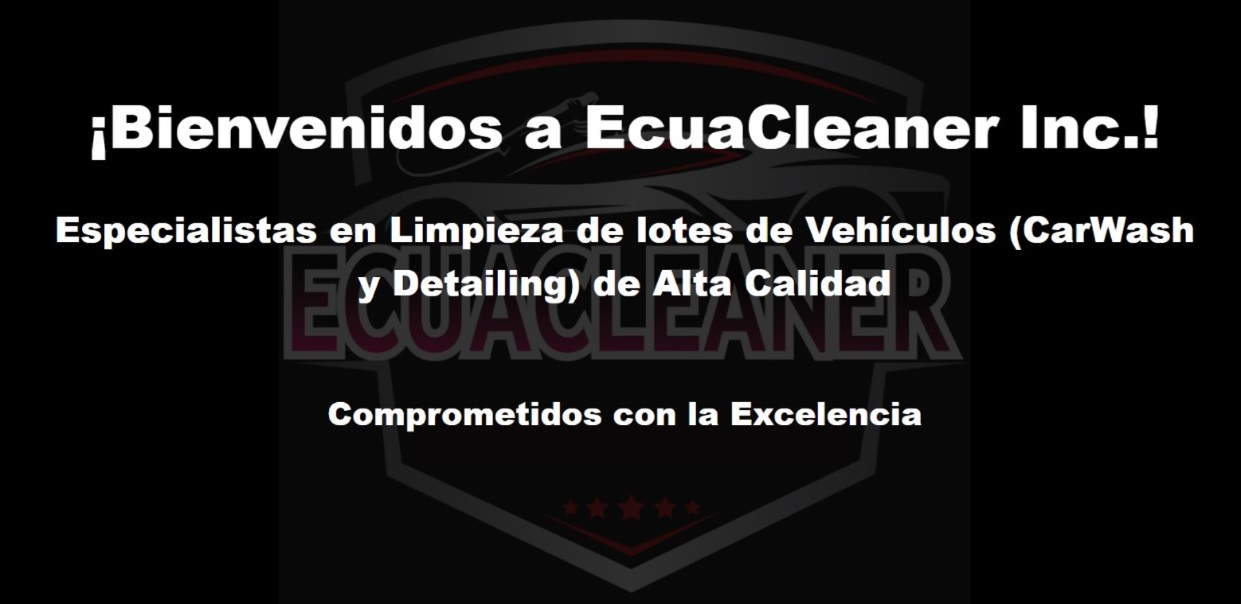 ¡Bienvenidos a EcuaCleaner Inc.!
Especialistas en Limpieza de lotes de Vehículos (CarWash
y Detailing) de Alta Calidad
ECUACLEANER
Comprometidos con la Excelencia